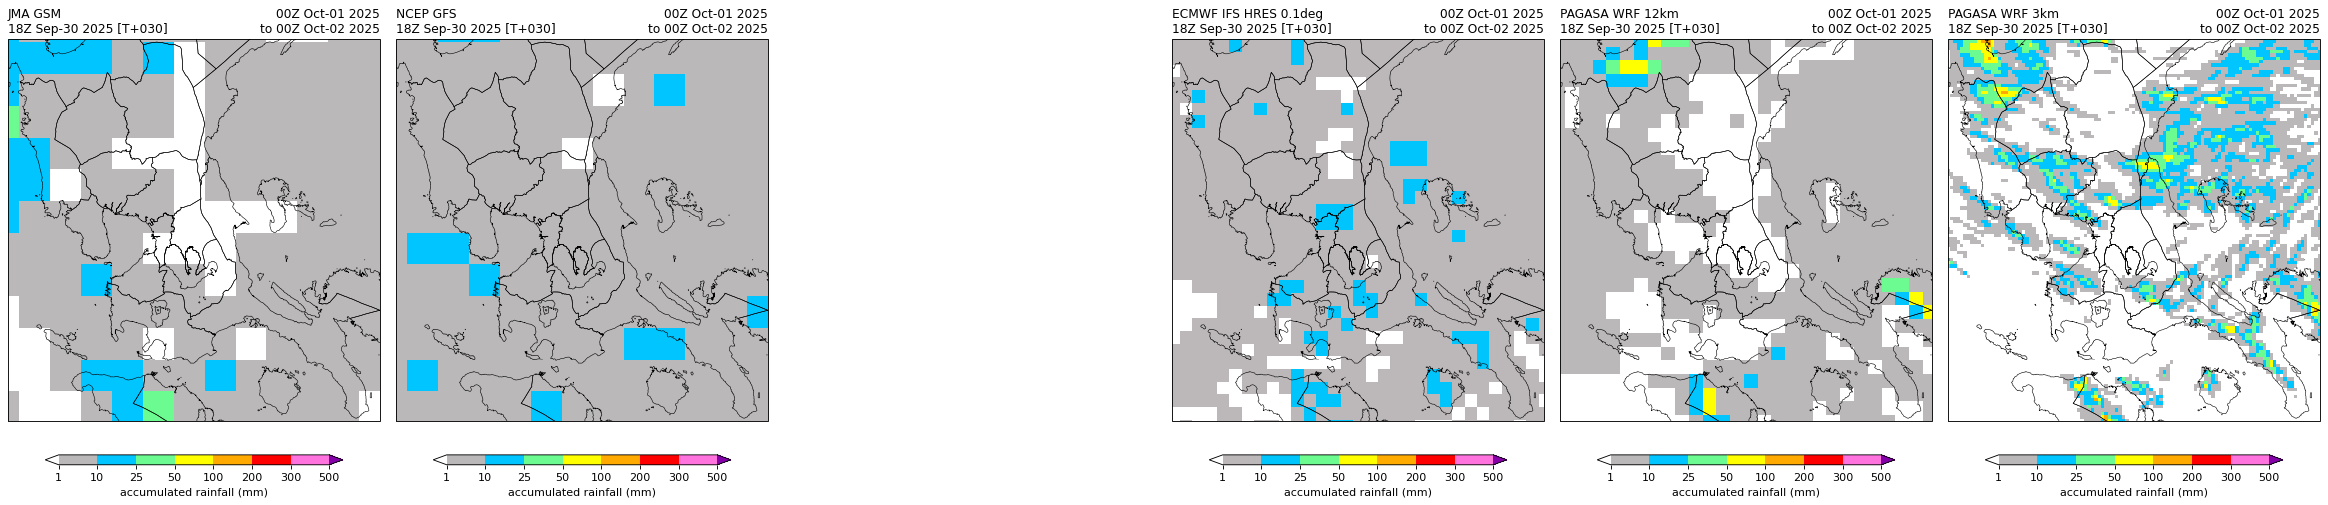 JMA GSM 00Z Oct-01 2025
18Z Sep-30 2025 [T+030] to 00Z Oct-02 2025
NCEP GFS 00Z Oct-01 2025
18Z Sep-30 2025 [T+030] to 00Z Oct-02 2025
ECMWF IFS HRES 0.1deg 00Z Oct-01 2025
18Z Sep-30 2025 [T+030] to 00Z Oct-02 2025
PAGASA WRF 12km 00Z Oct-01 2025
18Z Sep-30 2025 [T+030] to 00Z Oct-02 2025
PAGASA WRF 3km 00Z Oct-01 2025
18Z Sep-30 2025 [T+030] to 00Z Oct-02 2025
1 10 25 50 100 200 300 500
accumulated rainfall (mm)
1 10 25 50 100 200 300 500
accumulated rainfall (mm)
1 10 25 50 100 200 300 500
accumulated rainfall (mm)
1 10 25 50 100 200 300 500
accumulated rainfall (mm)
1 10 25 50 100 200 300 500
accumulated rainfall (mm)